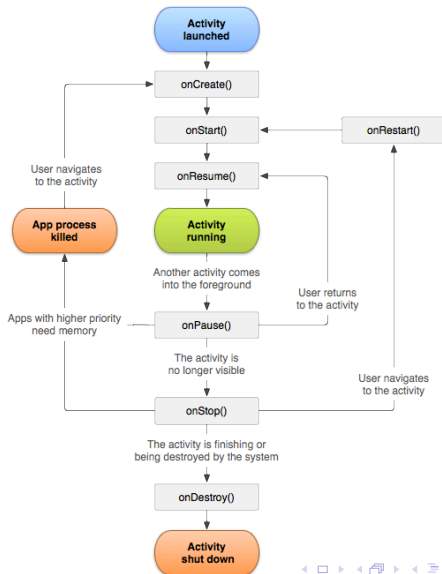 Activity
launched
onCreate()
onStart()
onRestart()
User navigates
to the activity
onResume()
App process
killed
Activity
running
Another activity comes
into the foreground
User returns
to the activity
Apps with higher priority
need memory
onPause()
The activity is
no longer visible
User navigates
to the activity
onStop()
The activity is finishing or
being destroyed by the system
onDestroy()
Activity
shut down